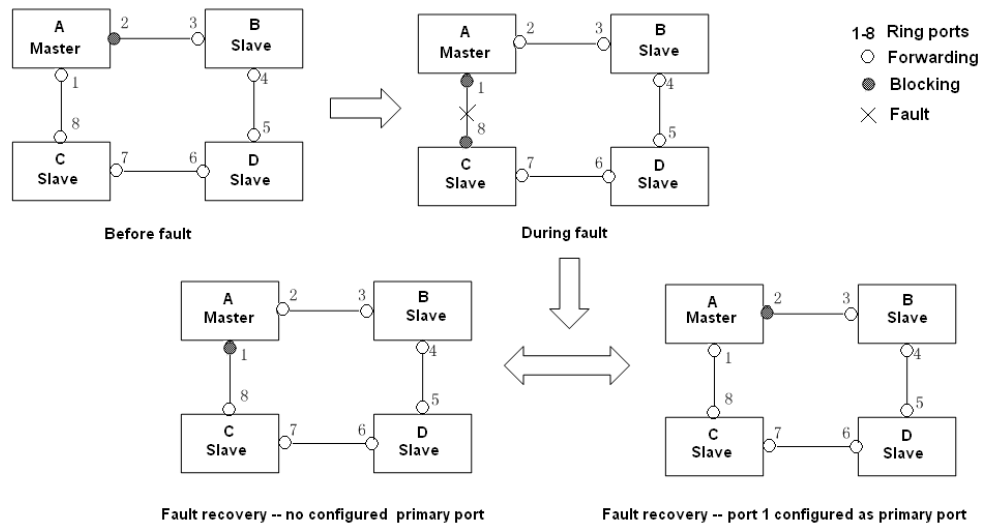 A
Master
2
3
B
Slave
1
4
8
5
C
Slave
7
6
D
Slave
Before fault
A
Master
2
3
B
Slave
1
4
8
5
C
Slave
7
6
D
Slave
During fault
1-8 Ring ports
Forwarding
Blocking
Fault
A
Master
2
3
B
Slave
1
4
8
5
C
Slave
7
6
D
Slave
Fault recovery -- no configured primary port
A
Master
2
3
B
Slave
1
4
8
5
C
Slave
7
6
D
Slave
Fault recovery -- port 1 configured as primary port